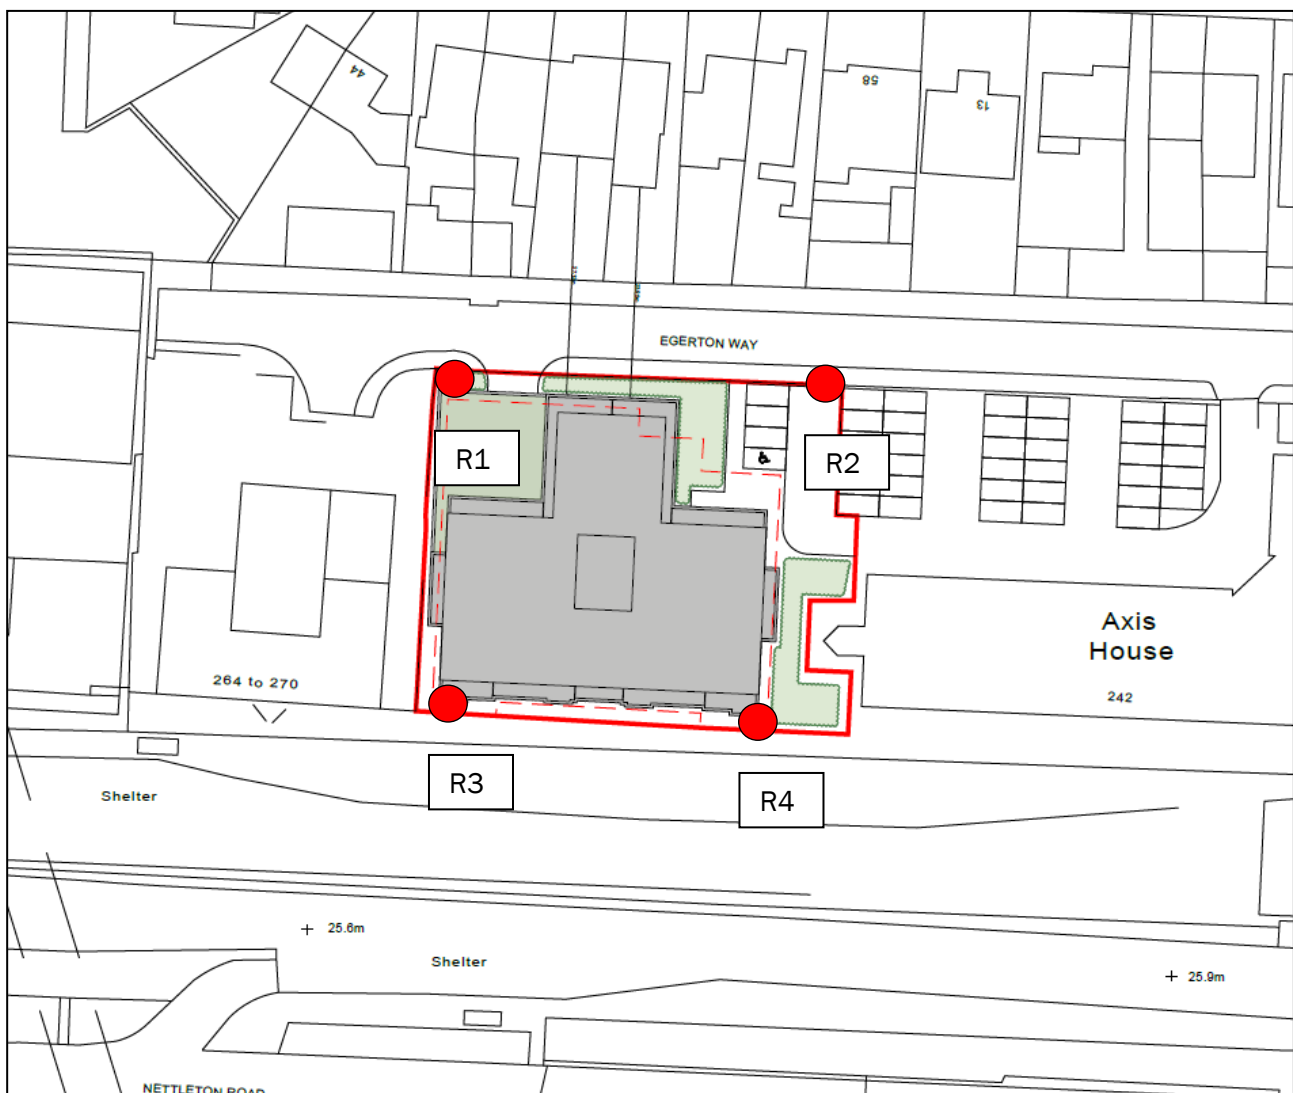 44
58
13
EGERTON WAY
R1
R2
Axis
House
264 to 270
242
R3
R4
Shelter
25.6m
Shelter
25.9m
NETTLETON ROAD